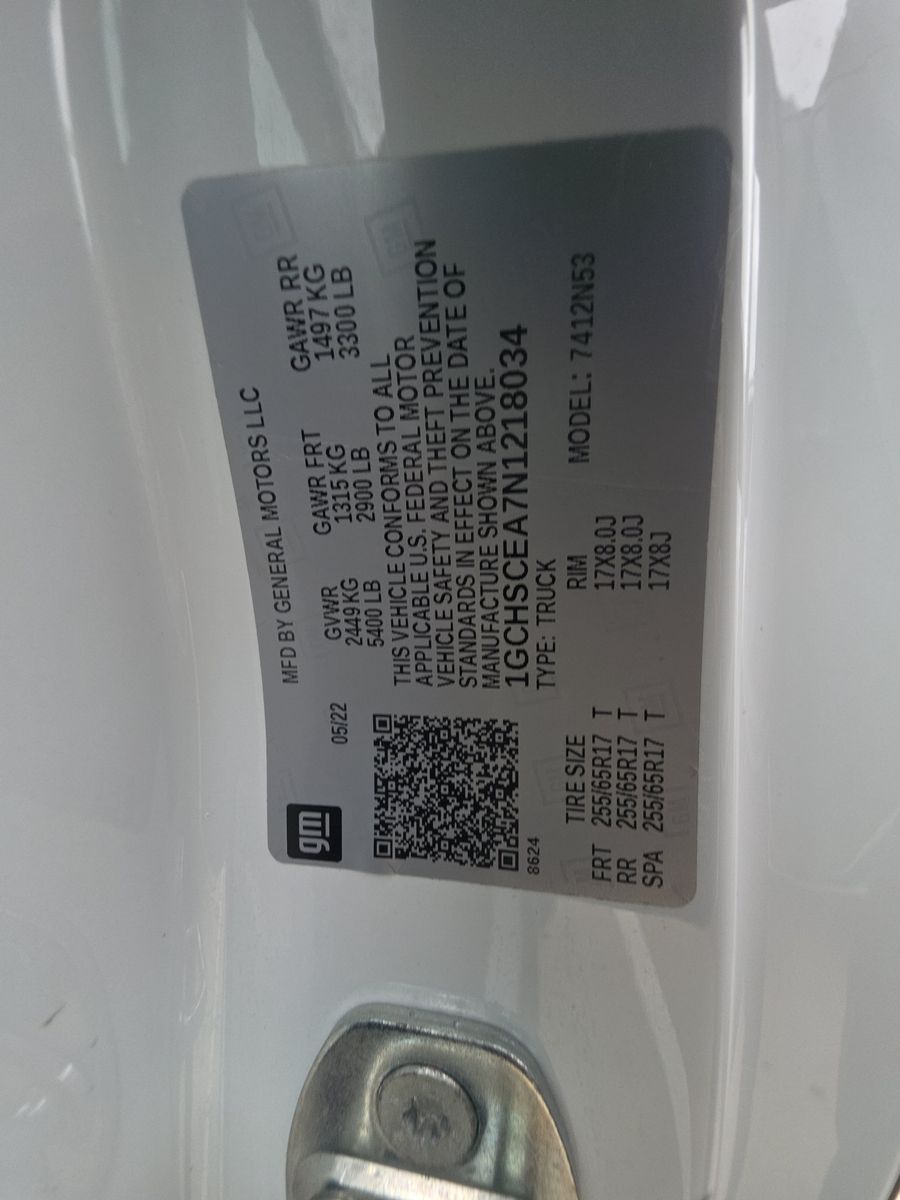 gm
MFD BY GENERAL MOTORS LLC
05/22
GVWR GAWR FRT GAWR RR
2449 KG 1315 KG 1497 KG
5400 LB 2900 LB 3300 LB
THIS VEHICLE CONFORMS TO ALL
APPLICABLE U.S. FEDERAL MOTOR
VEHICLE SAFETY AND THEFT PREVENTION
STANDARDS IN EFFECT ON THE DATE OF
MANUFACTURE SHOWN ABOVE.
1GCHSCEA7N1218034
8624
TYPE: TRUCK MODEL: 7412N53
TIRE SIZE RIM
FRT 255/65R17 T 17X8.0J
RR 255/65R17 T 17X8.0J
SPA 255/65R17 T 17X8J